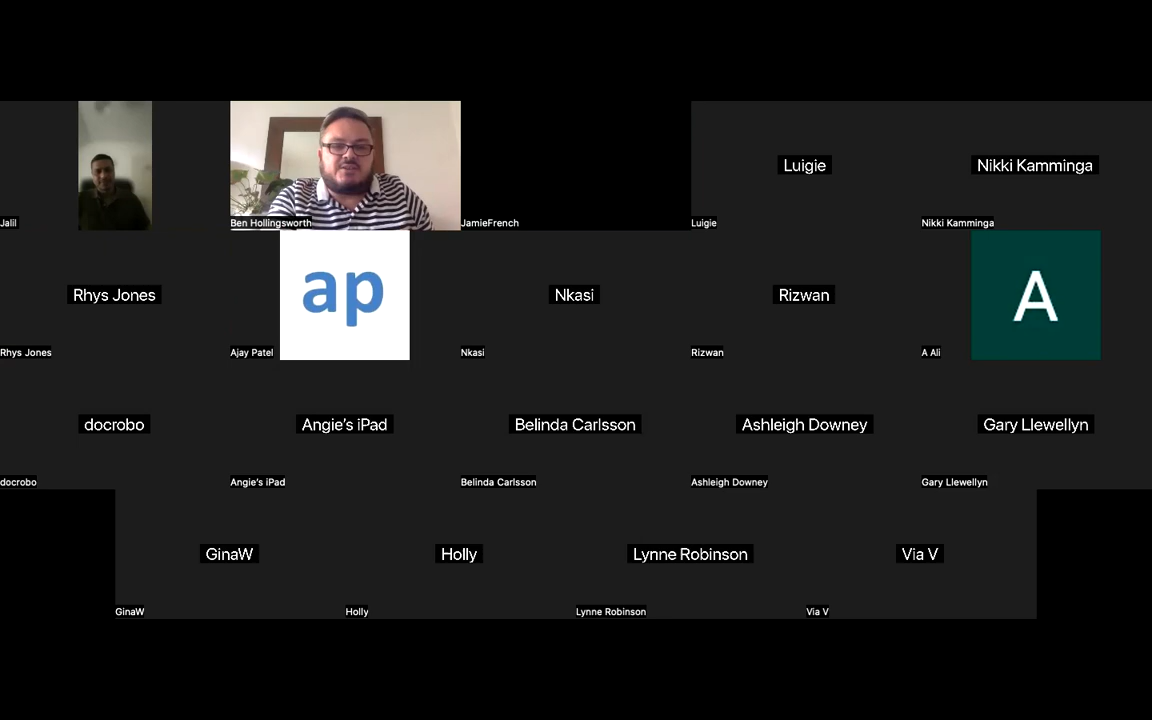 Jalil
Ben Hollingsworth
JamieFrench
Luigie
Luigie
Nikki Kamminga
Nikki Kamminga
Rhys Jones
Rhys Jones
ap
Ajay Patel
Nkasi
Nkasi
Rizwan
Rizwan
A
A Ali
docrobo
docrobo
Angie's iPad
Angie's iPad
Belinda Carlsson
Belinda Carlsson
Ashleigh Downey
Ashleigh Downey
Gary Llewellyn
Gary Llewellyn
GinaW
GinaW
Holly
Holly
Lynne Robinson
Lynne Robinson
Via V
Via V